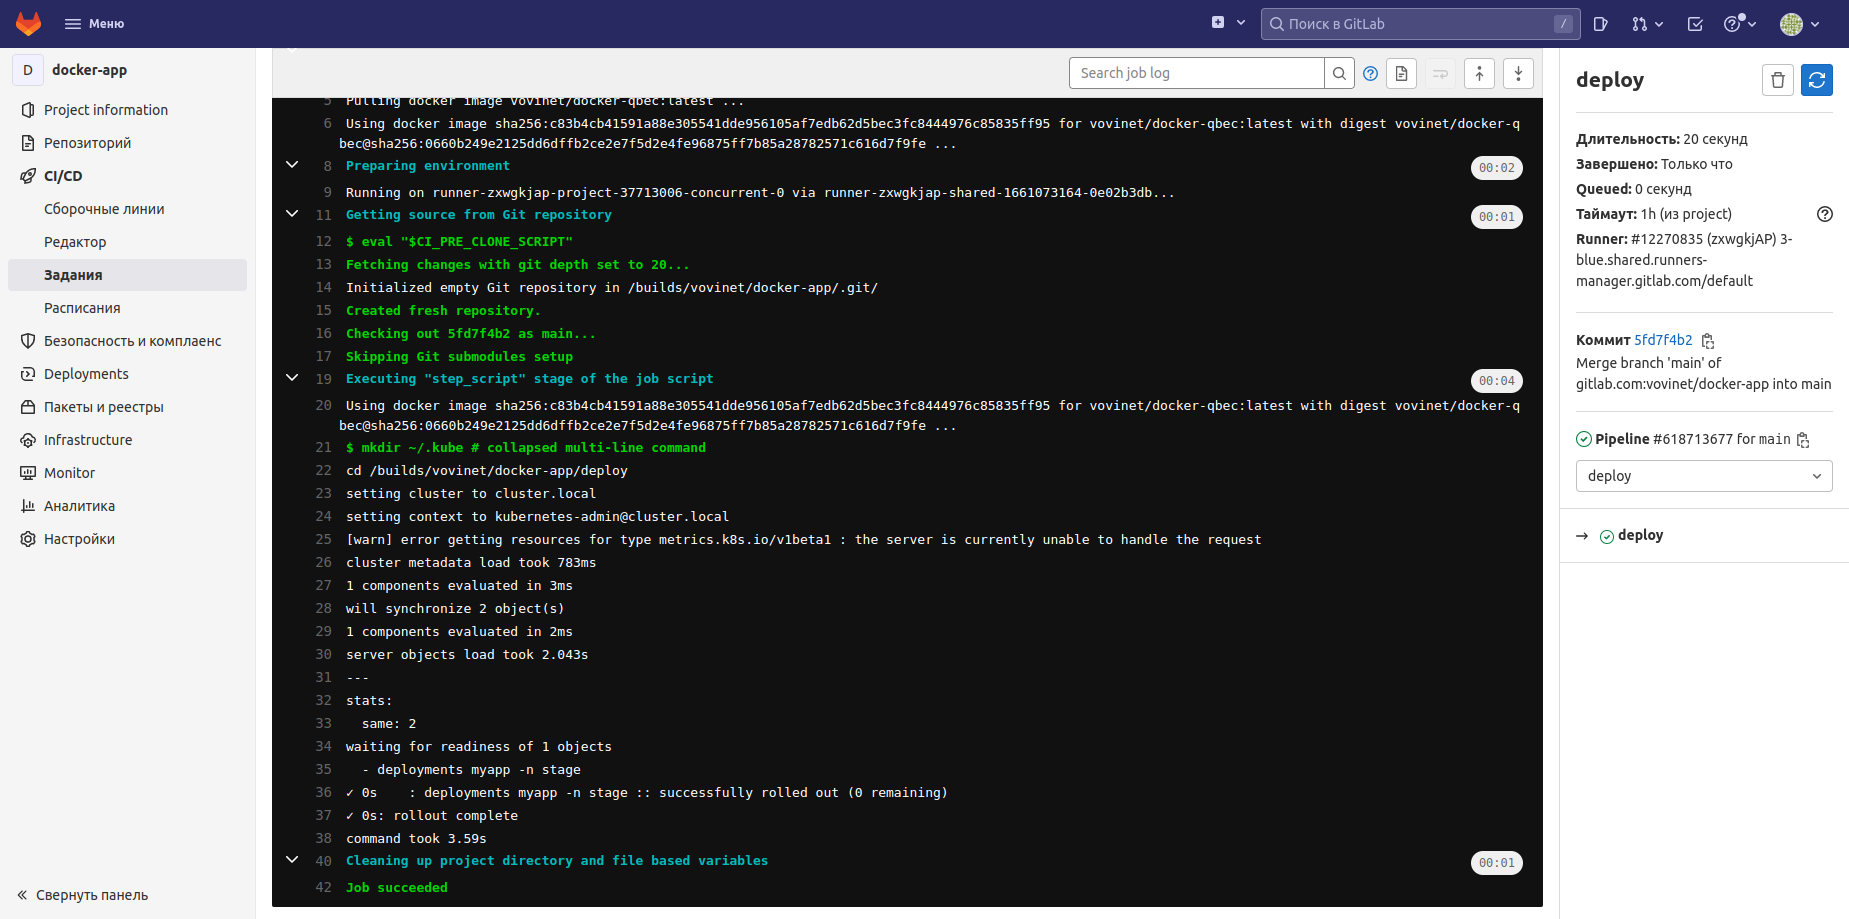 Меню
Поиск в GitLab
/
D
docker-app
Project information
Репозиторий
CI/CD
Сборочные линии
Редактор
Задания
Расписания
Безопасность и комплаенс
Deployments
Пакеты и реестры
Infrastructure
Monitor
Аналитика
Настройки
Свернуть панель
Search job log
5 Pulling docker image vovinet/docker-qbec:latest ...
6 Using docker image sha256:c83b4cb41591a88e305541dde956105af7edb62d5bec3fc8444976c85835ff95 for vovinet/docker-qbec:latest with digest vovinet/docker-q
bec@sha256:0660b249e2125dd6dffb2ce2e7f5d2e4fe96875ff7b85a28782571c616d7f9fe ...
8 Preparing environment 00:02
9 Running on runner-zxwgkjap-project-37713006-concurrent-0 via runner-zxwgkjap-shared-1661073164-0e02b3db...
11 Getting source from Git repository 00:01
12 $ eval "$CI_PRE_CLONE_SCRIPT"
13 Fetching changes with git depth set to 20...
14 Initialized empty Git repository in /builds/vovinet/docker-app/.git/
15 Created fresh repository.
16 Checking out 5fd7f4b2 as main...
17 Skipping Git submodules setup
19 Executing "step_script" stage of the job script 00:04
20 Using docker image sha256:c83b4cb41591a88e305541dde956105af7edb62d5bec3fc8444976c85835ff95 for vovinet/docker-qbec:latest with digest vovinet/docker-q
bec@sha256:0660b249e2125dd6dffb2ce2e7f5d2e4fe96875ff7b85a28782571c616d7f9fe ...
21 $ mkdir ~/.kube # collapsed multi-line command
22 cd /builds/vovinet/docker-app/deploy
23 setting cluster to cluster.local
24 setting context to kubernetes-admin@cluster.local
25 [warn] error getting resources for type metrics.k8s.io/v1beta1 : the server is currently unable to handle the request
26 cluster metadata load took 783ms
27 1 components evaluated in 3ms
28 will synchronize 2 object(s)
29 1 components evaluated in 2ms
30 server objects load took 2.043s
31 ---
32 stats:
33 same: 2
34 waiting for readiness of 1 objects
35 - deployments myapp -n stage
36 ✓ 0s : deployments myapp -n stage :: successfully rolled out (0 remaining)
37 ✓ 0s: rollout complete
38 command took 3.59s
40 Cleaning up project directory and file based variables 00:01
42 Job succeeded
deploy
Длительность: 20 секунд
Завершено: Только что
Queued: 0 секунд
Таймаут: 1h (из project)
Runner: #12270835 (zxwgkjAP) 3-
blue.shared.runners-
manager.gitlab.com/default
Коммит 5fd7f4b2
Merge branch 'main' of
gitlab.com:vovinet/docker-app into main
Pipeline #618713677 for main
deploy
→ deploy